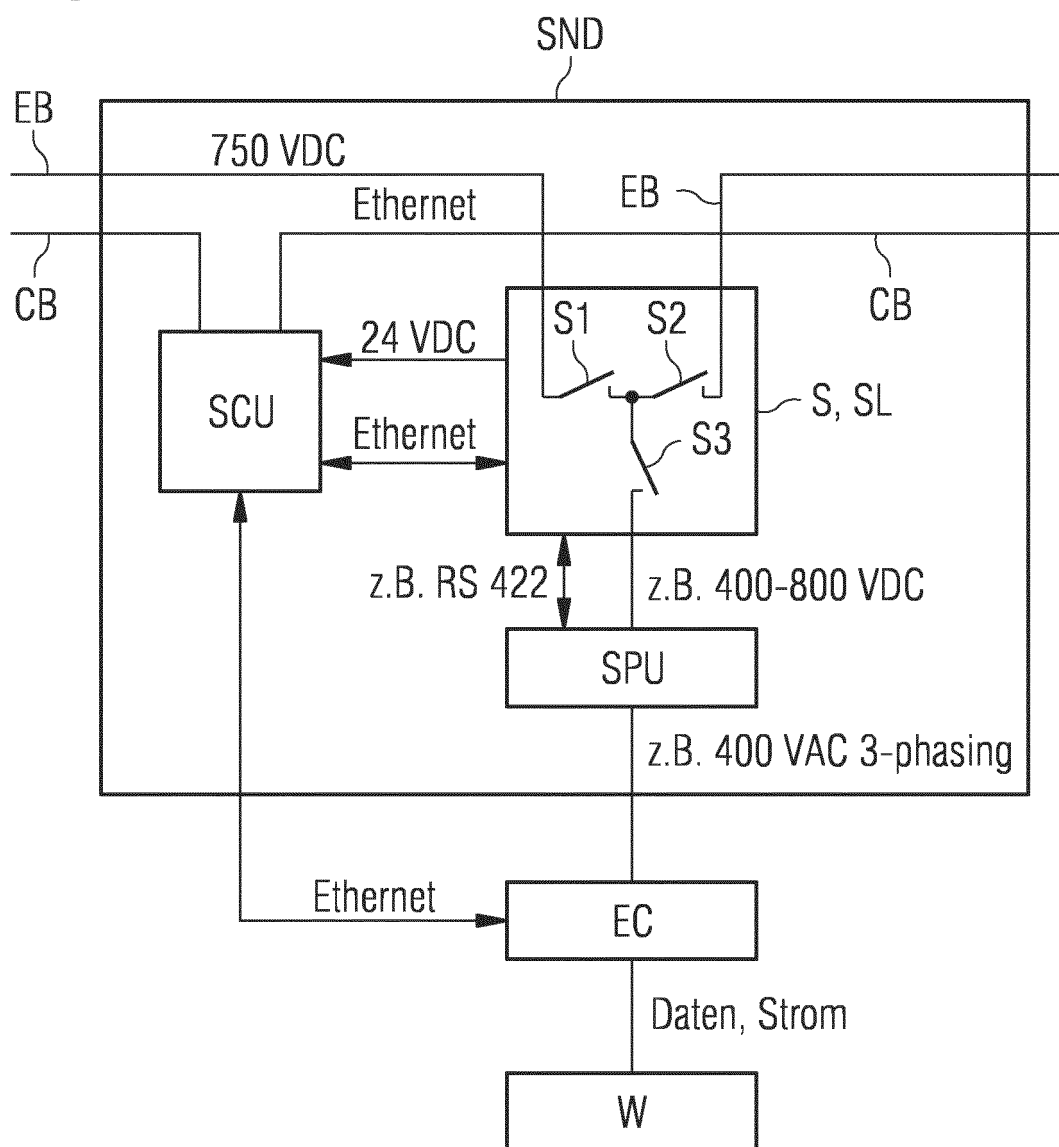 SND
EB
750 VDC
Ethernet
EB
CB
CB
S1
S2
24 VDC
SCU
S, SL
Ethernet
S3
z.B. RS 422
z.B. 400-800 VDC
SPU
z.B. 400 VAC 3-phasing
Ethernet
EC
Daten, Strom
W